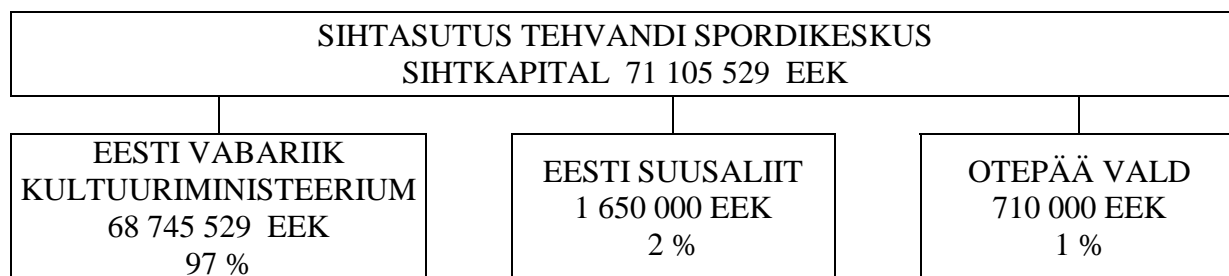 SIHTASUTUS TEHVANDI SPORDIKESKUS
SIHTKAPITAL 71 105 529 EEK
EESTI VABARIIK
KULTUURIMINISTEERIUM
68 745 529 EEK
97 %
EESTI SUUSALIIT
1 650 000 EEK
2 %
OTEPÄÄ VALD
710 000 EEK
1 %